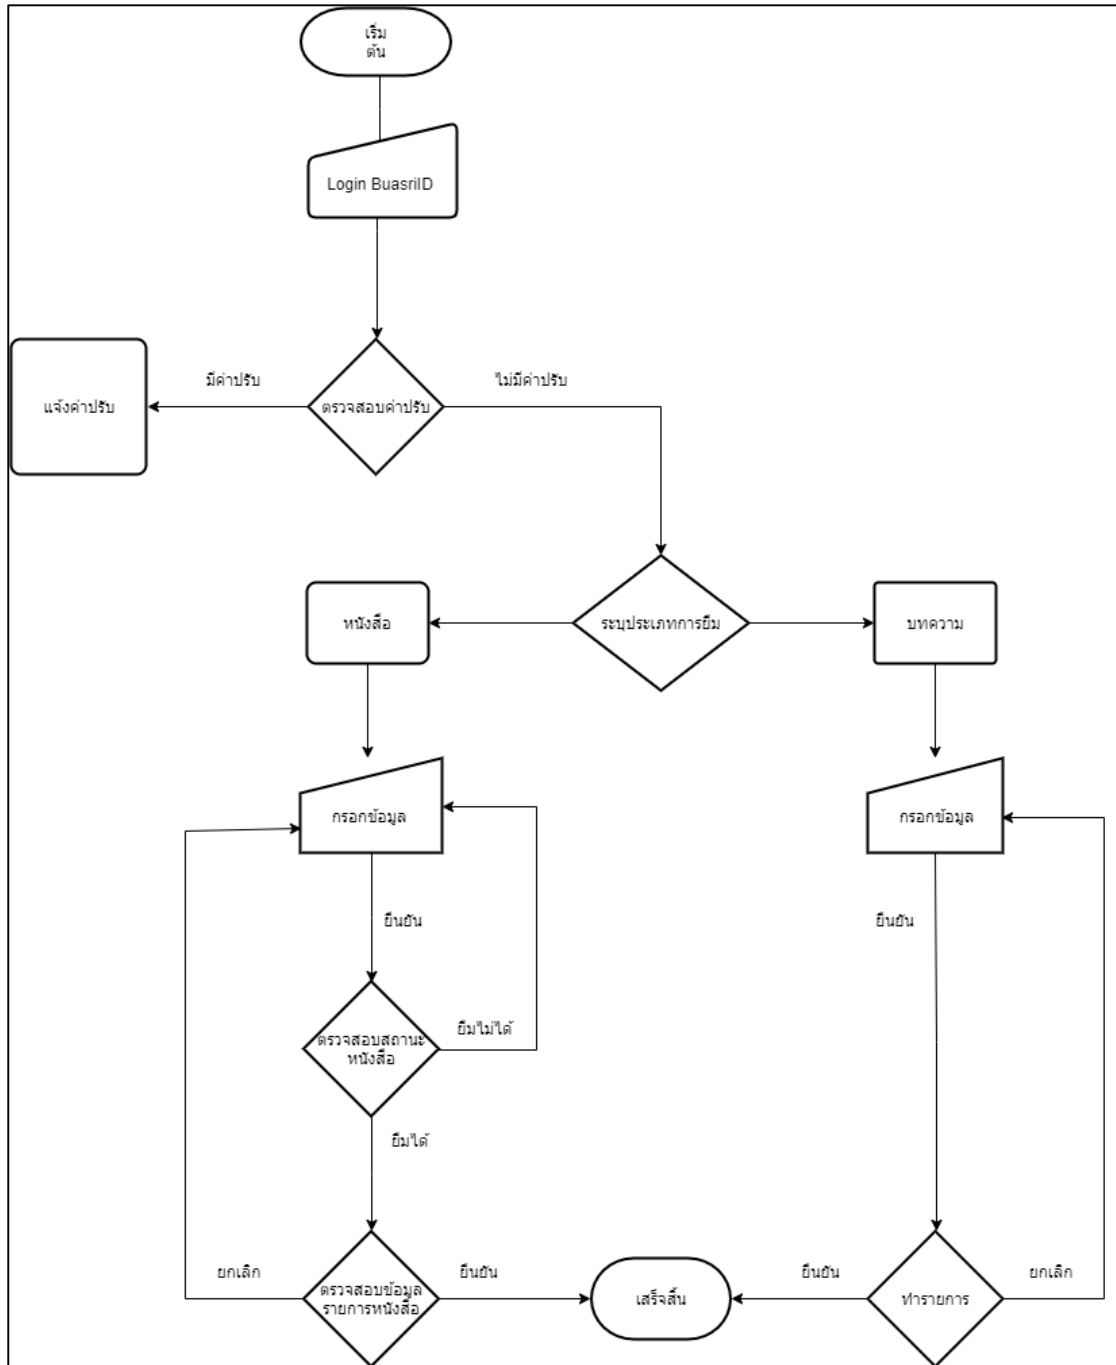 เริ่ม
ต้น
Login BuasriID
มีค่าปรับ
ไม่มีค่าปรับ
แจ้งค่าปรับ
ตรวจสอบค่าปรับ
หนังสือ
ระบุประเภทการยืม
บทความ
กรอกข้อมูล
กรอกข้อมูล
ยืนยัน
ยืนยัน
ตรวจสอบสถานะ
หนังสือ
ยืมไม่ได้
ยืมได้
ยกเลิก
ยืนยัน
ยืนยัน
ยกเลิก
ตรวจสอบข้อมูล
รายการหนังสือ
เสร็จสิ้น
ทำรายการ